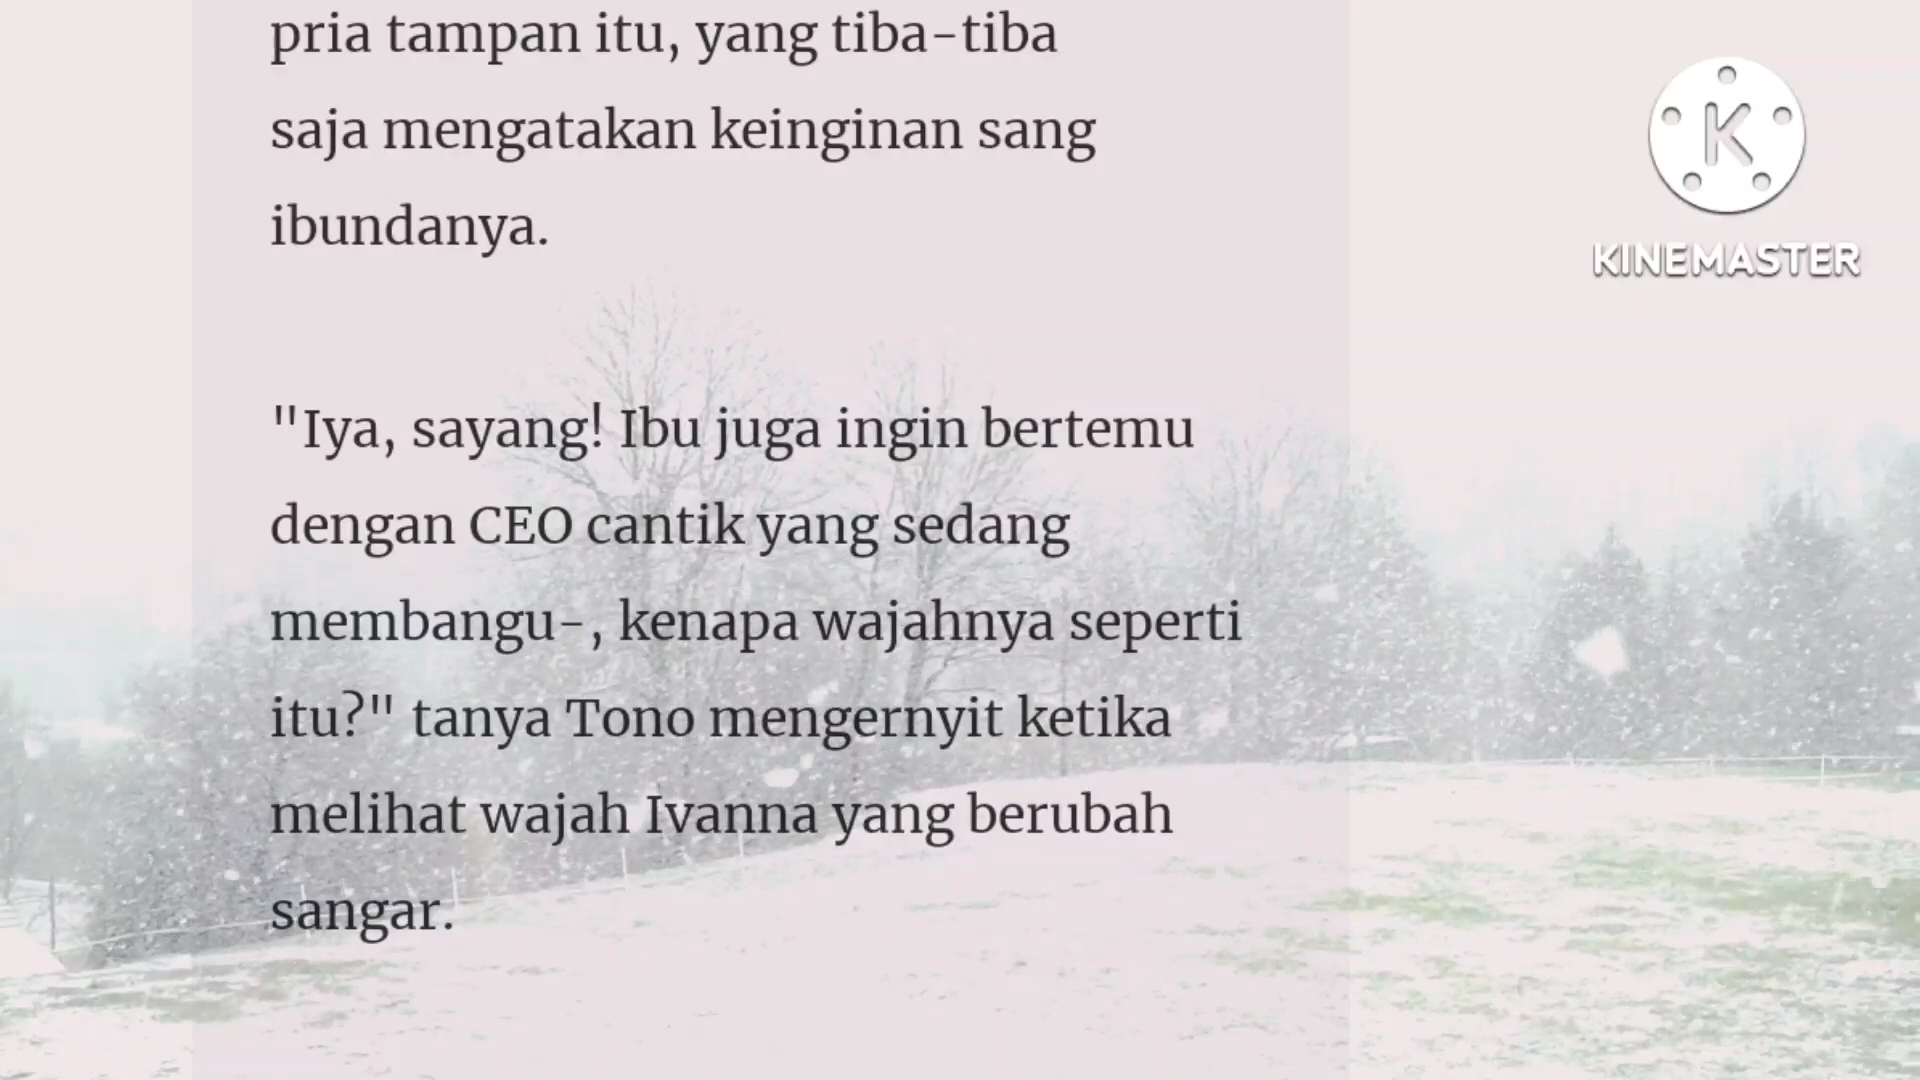 pria tampan itu, yang tiba-tiba
saja mengatakan keinginan sang
ibundanya.
"Iya, sayang! Ibu juga ingin bertemu
dengan CEO cantik yang sedang
membangu-, kenapa wajahnya seperti
itu?" tanya Tono mengernyit ketika
melihat wajah Ivanna yang berubah
sangar.
K
KINEMASTER